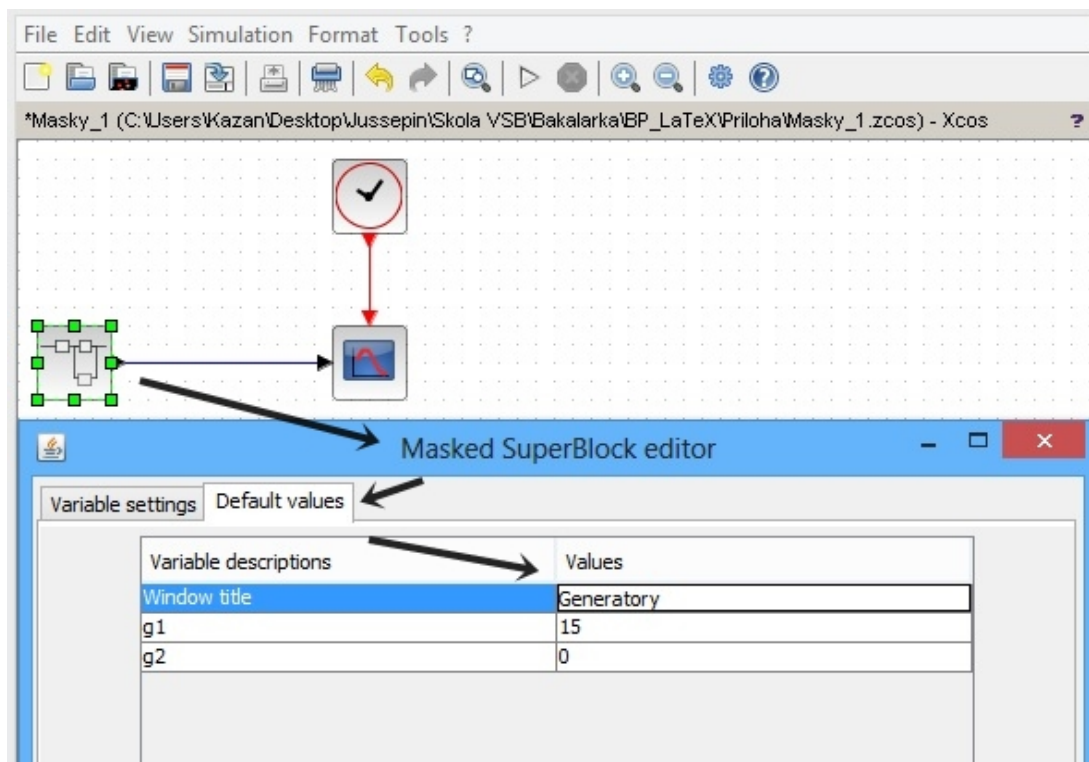 File Edit View Simulation Format Tools ?
*Masky_1 (C:\Users\Kazan\Desktop\Jussepin\Skola VSB\Bakalarka\BP_LaTeX\Priloha\Masky_1.zcos) - Xcos ?
Masked SuperBlock editor
Variable settings Default values
Variable descriptions Values
Window title Generatory
g1 15
g2 0